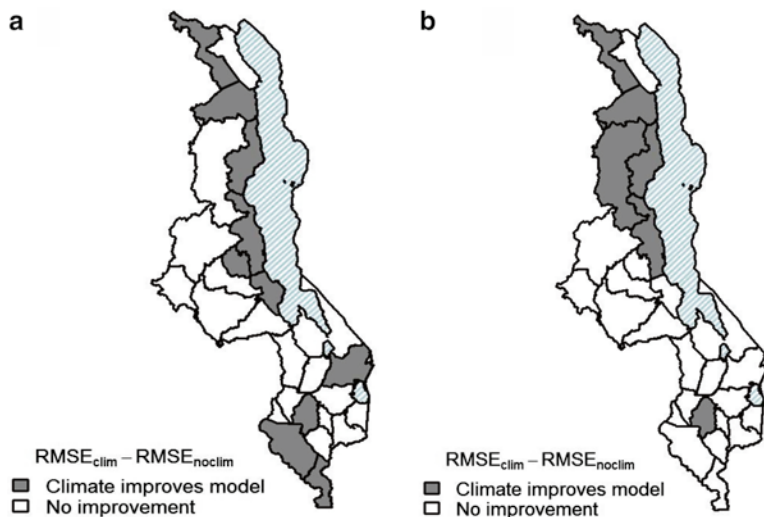 a
RMSEclim – RMSEnoclim
Climate improves model
No improvement
b
RMSEclim – RMSEnoclim
Climate improves model
No improvement